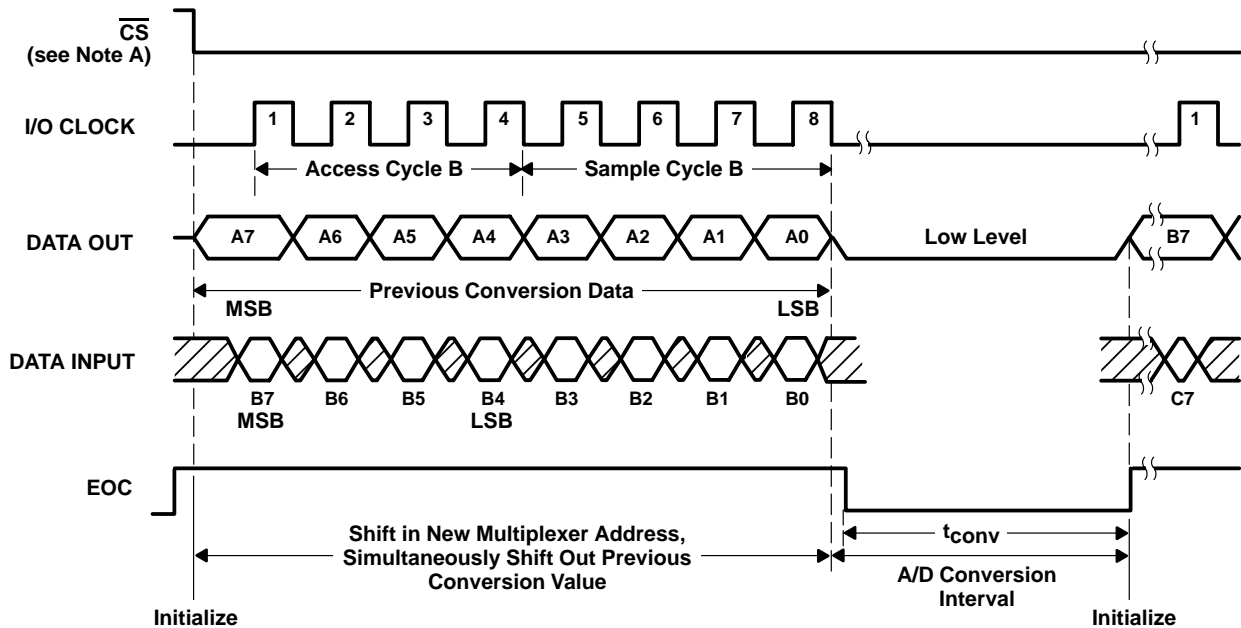 CS
(see Note A)
I/O CLOCK
1 2 3 4 5 6 7 8 1
Access Cycle B Sample Cycle B
DATA OUT
A7 A6 A5 A4 A3 A2 A1 A0 Low Level B7
Previous Conversion Data
MSB LSB
DATA INPUT
B7 B6 B5 B4 B3 B2 B1 B0 C7
MSB LSB
EOC
Shift in New Multiplexer Address,
Simultaneously Shift Out Previous
Conversion Value
tconv
A/D Conversion
Interval
Initialize Initialize